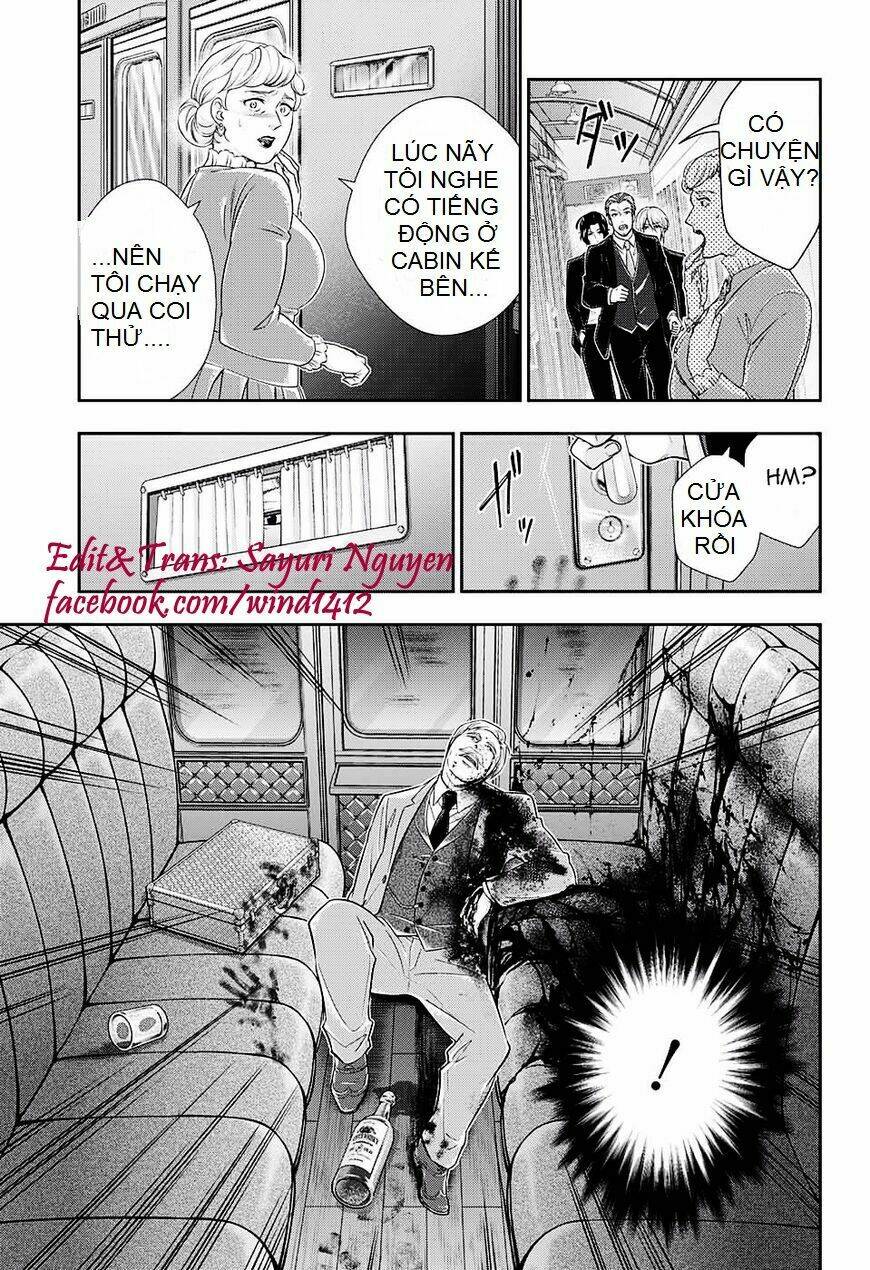 CÓ
CHUYỆN
GÌ VẬY?
LÚC NÃY
TÔI NGHE
CÓ TIẾNG
ĐỘNG Ở
CABIN KẾ
BÊN...
...NÊN
TÔI CHẠY
QUA COI
THỬ....
HM?
CỬA
KHÓA
RỒI
Edit&Trans: Sayuri Nguyen
facebook.com/wind1412
!